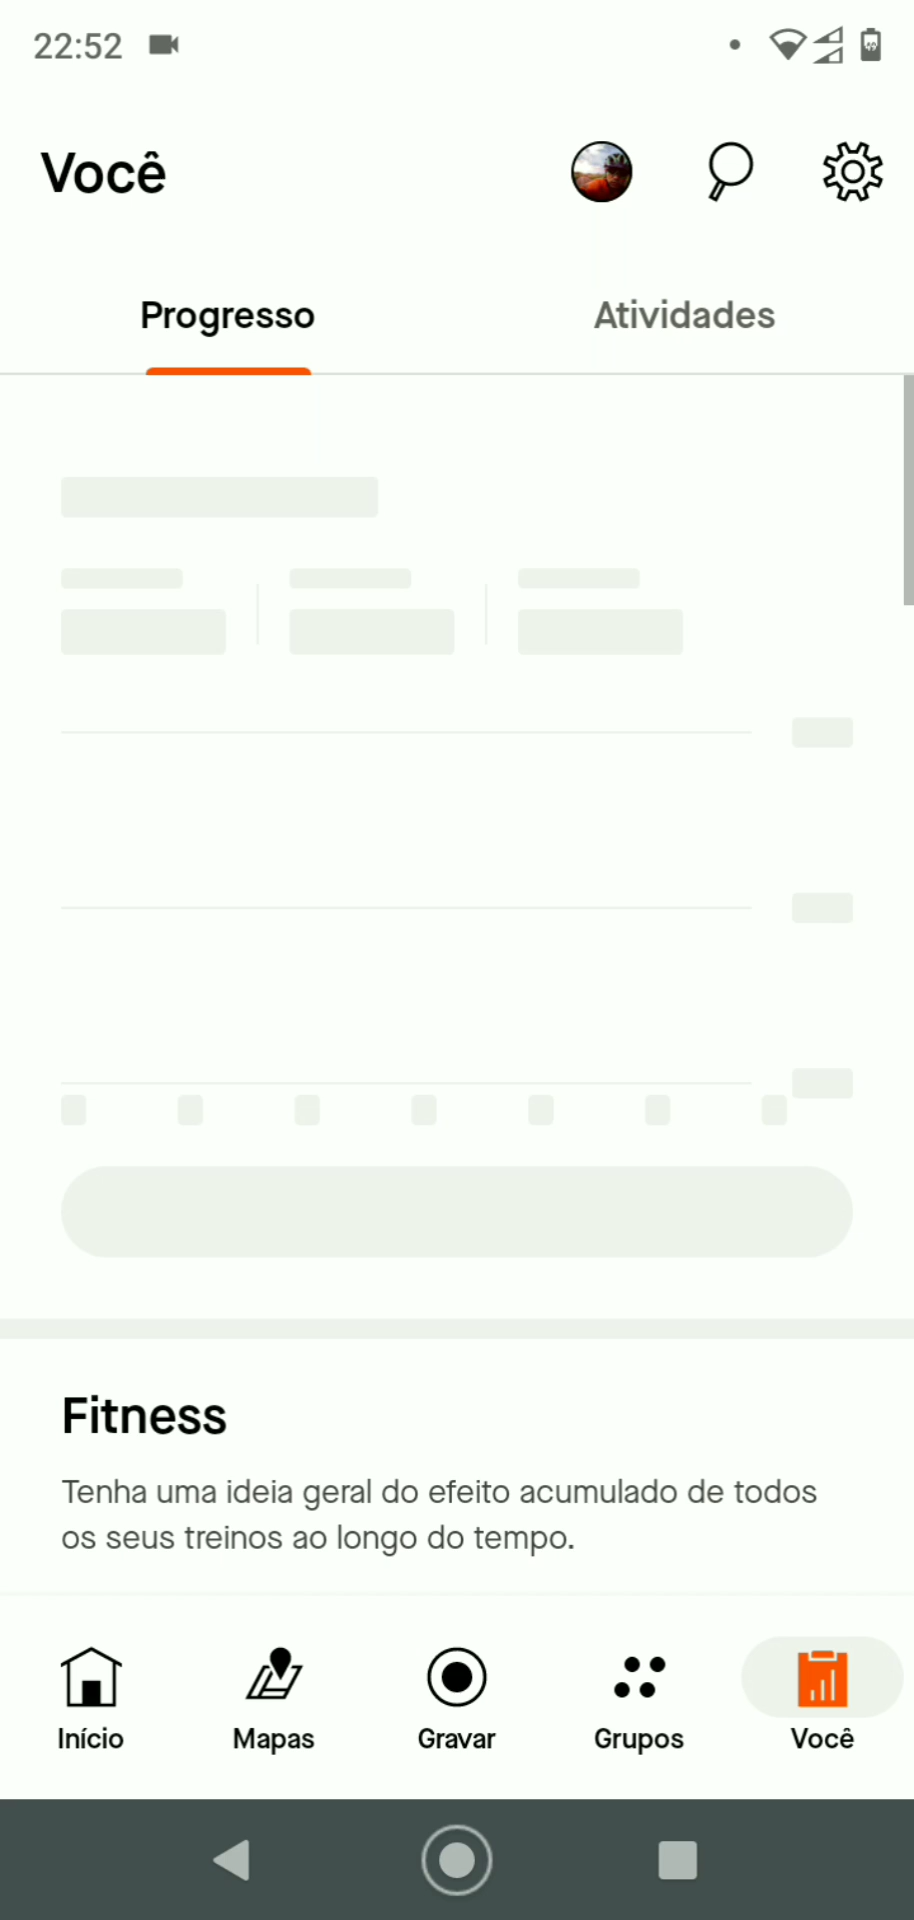 22:52
Você
Progresso
Atividades
Fitness
Tenha uma ideia geral do efeito acumulado de todos
os seus treinos ao longo do tempo.
Início
Mapas
Gravar
Grupos
Você